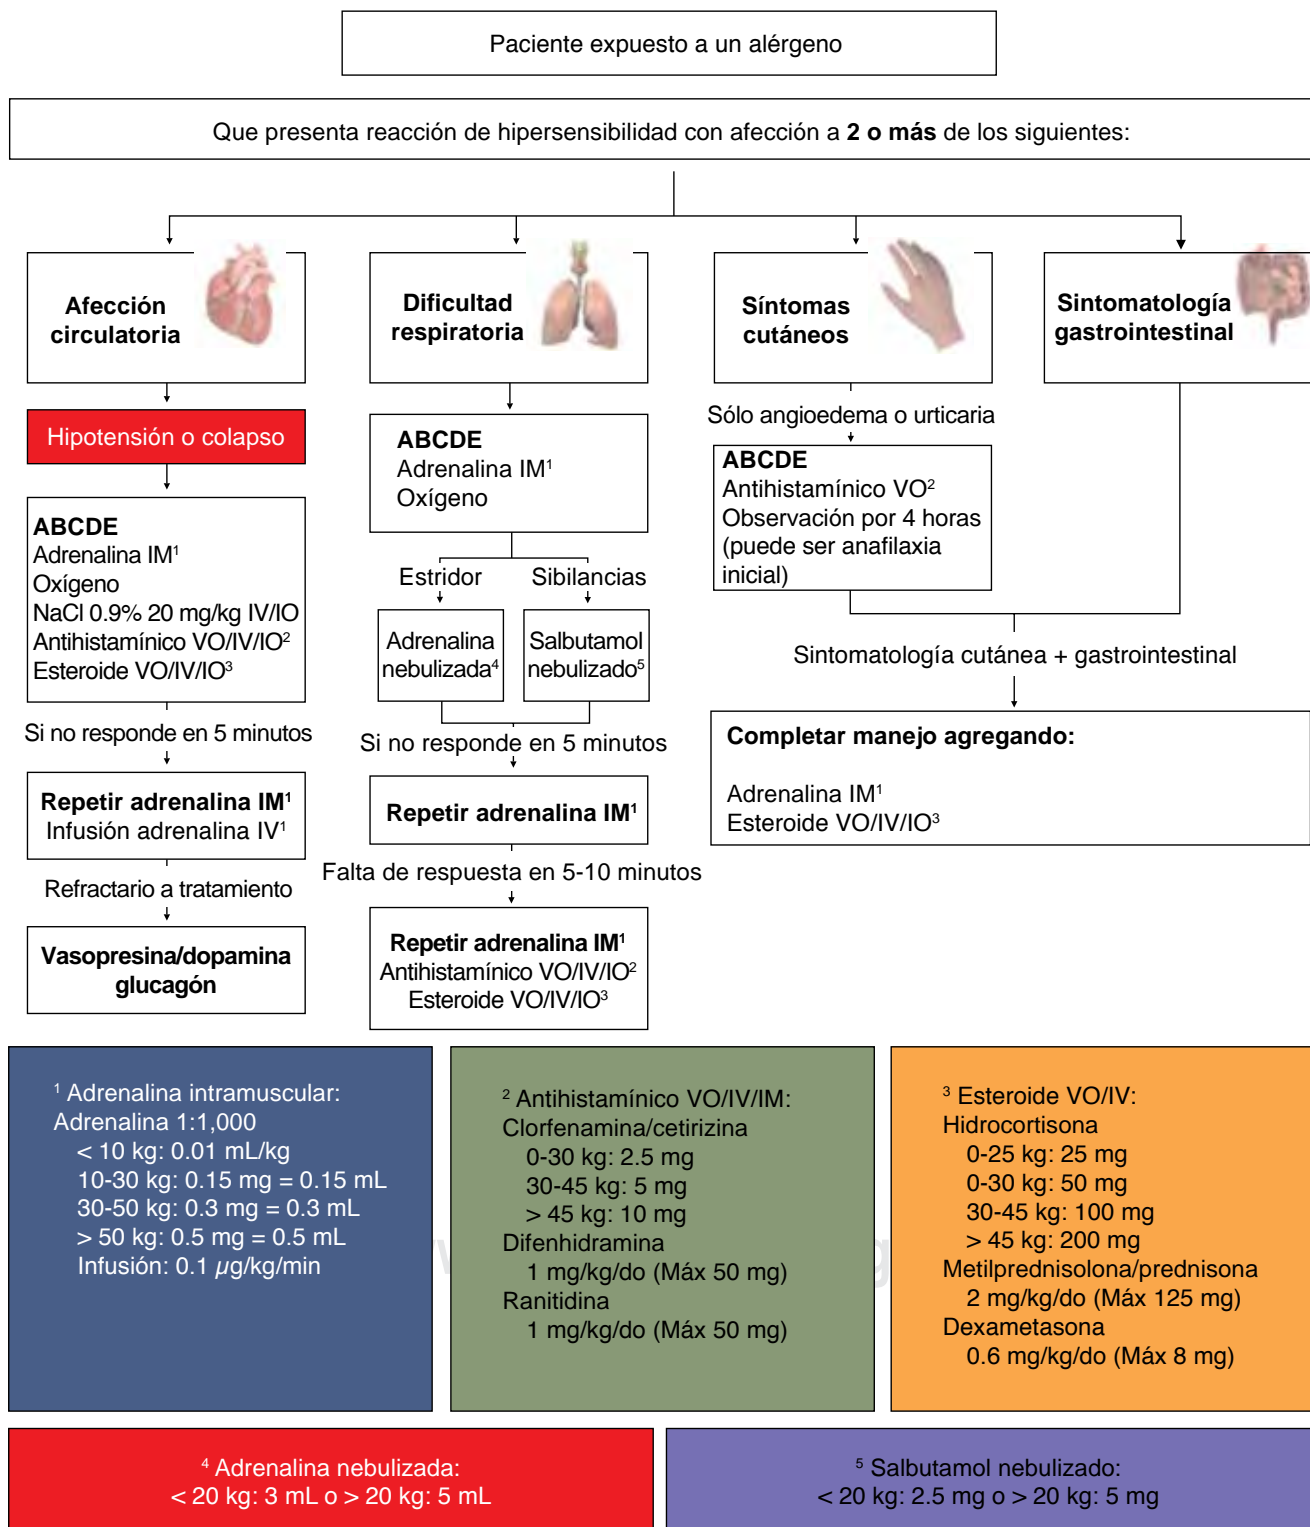 Paciente expuesto a un alérgeno
Que presenta reacción de hipersensibilidad con afección a 2 o más de los siguientes:
Afección
circulatoria
Hipotensión o colapso
ABCDE
Adrenalina IM¹
Oxígeno
NaCl 0.9% 20 mg/kg IV/IO
Antihistamínico VO/IV/IO²
Esteroide VO/IV/IO³
Si no responde en 5 minutos
Repetir adrenalina IM¹
Infusión adrenalina IV¹
Refractario a tratamiento
Vasopresina/dopamina
glucagón
Dificultad
respiratoria
ABCDE
Adrenalina IM¹
Oxígeno
Estridor
Sibilancias
Adrenalina
nebulizada⁴
Salbutamol
nebulizado⁵
Si no responde en 5 minutos
Repetir adrenalina IM¹
Falta de respuesta en 5-10 minutos
Repetir adrenalina IM¹
Antihistamínico VO/IV/IO²
Esteroide VO/IV/IO³
Síntomas
cutáneos
Sólo angioedema o urticaria
ABCDE
Antihistamínico VO²
Observación por 4 horas
(puede ser anafilaxia
inicial)
Sintomatología
gastrointestinal
Sintomatología cutánea + gastrointestinal
Completar manejo agregando:
Adrenalina IM¹
Esteroide VO/IV/IO³
¹ Adrenalina intramuscular:
Adrenalina 1:1,000
< 10 kg: 0.01 mL/kg
10-30 kg: 0.15 mg = 0.15 mL
30-50 kg: 0.3 mg = 0.3 mL
> 50 kg: 0.5 mg = 0.5 mL
Infusión: 0.1 µg/kg/min
² Antihistamínico VO/IV/IM:
Clorfenamina/cetirizina
0-30 kg: 2.5 mg
30-45 kg: 5 mg
> 45 kg: 10 mg
Difenhidramina
1 mg/kg/do (Máx 50 mg)
Ranitidina
1 mg/kg/do (Máx 50 mg)
³ Esteroide VO/IV:
Hidrocortisona
0-25 kg: 25 mg
0-30 kg: 50 mg
30-45 kg: 100 mg
> 45 kg: 200 mg
Metilprednisolona/prednisona
2 mg/kg/do (Máx 125 mg)
Dexametasona
0.6 mg/kg/do (Máx 8 mg)
⁴ Adrenalina nebulizada:
< 20 kg: 3 mL o > 20 kg: 5 mL
⁵ Salbutamol nebulizado:
< 20 kg: 2.5 mg o > 20 kg: 5 mg